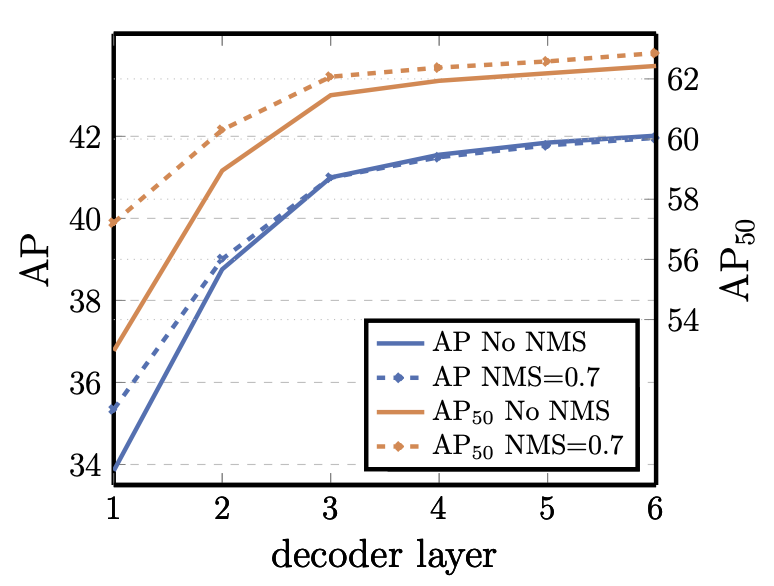 42
40
38
36
34
AP
62
60
58
56
54
AP50
AP No NMS
AP NMS=0.7
AP50 No NMS
AP50 NMS=0.7
1 2 3 4 5 6
decoder layer